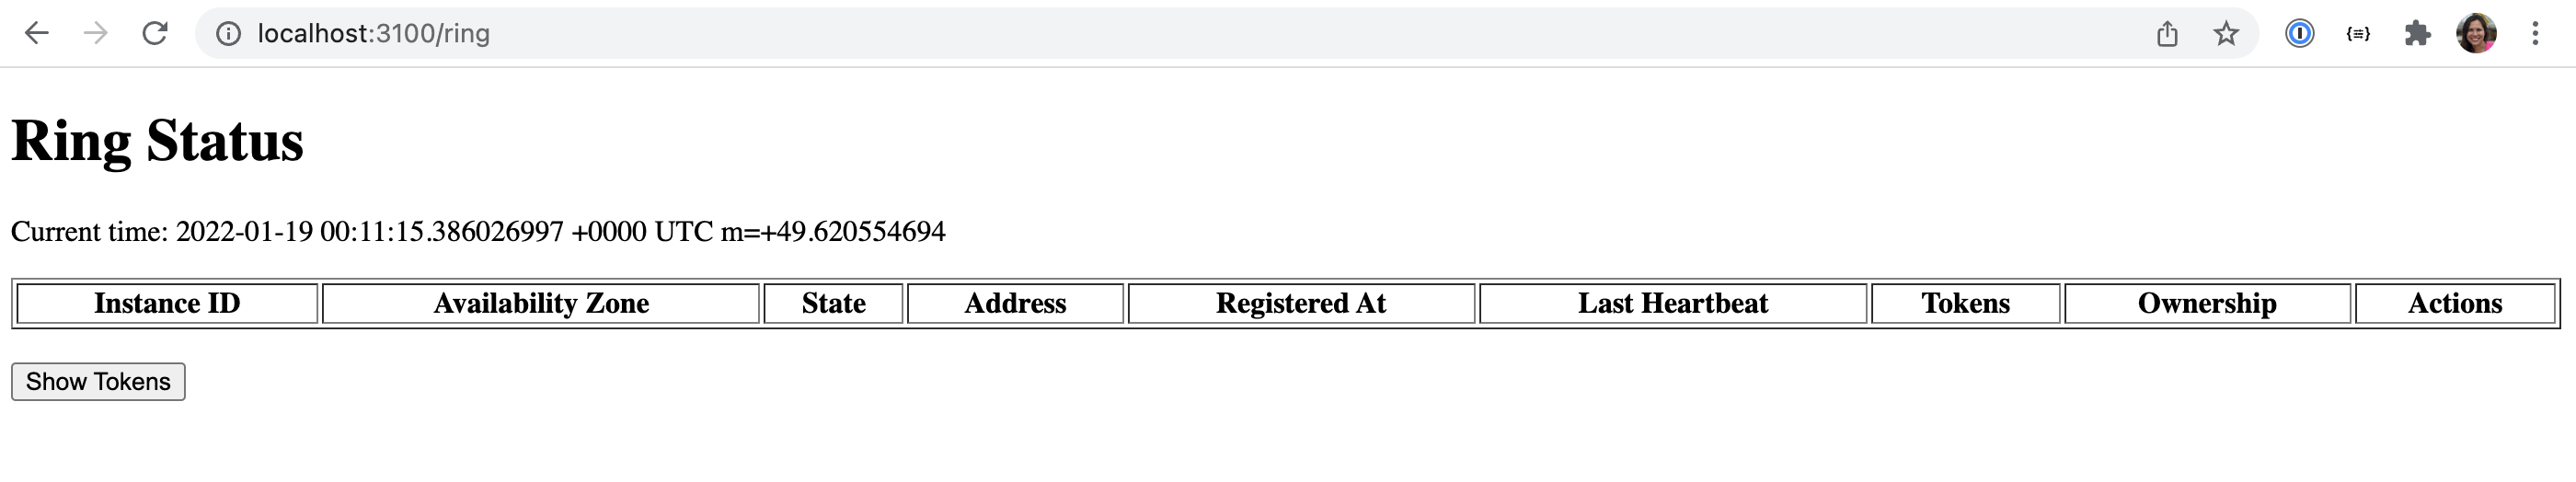 localhost:3100/ring
Ring Status
Current time: 2022-01-19 00:11:15.386026997 +0000 UTC m=+49.620554694
Instance ID Availability Zone State Address Registered At Last Heartbeat Tokens Ownership Actions
Show Tokens